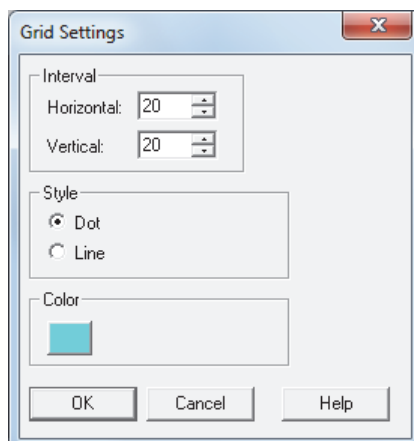 Grid Settings
Interval
Horizontal: 20
Vertical: 20
Style
Dot
Line
Color
OK Cancel Help